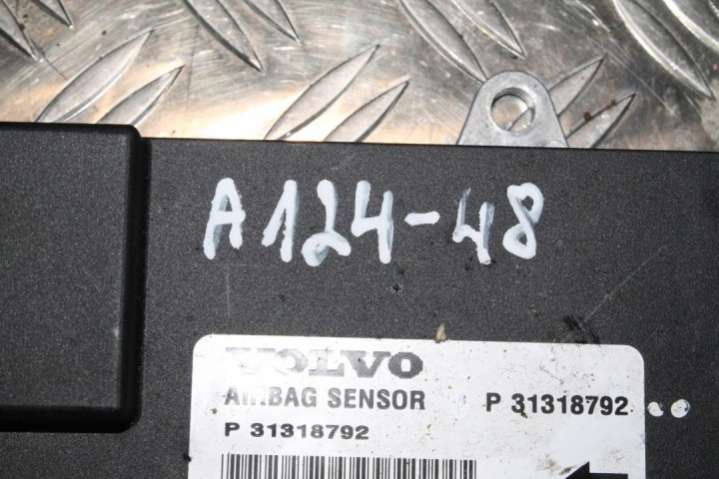 A124-48
VOLVO
AIRBAG SENSOR P 31318792
P 31318792